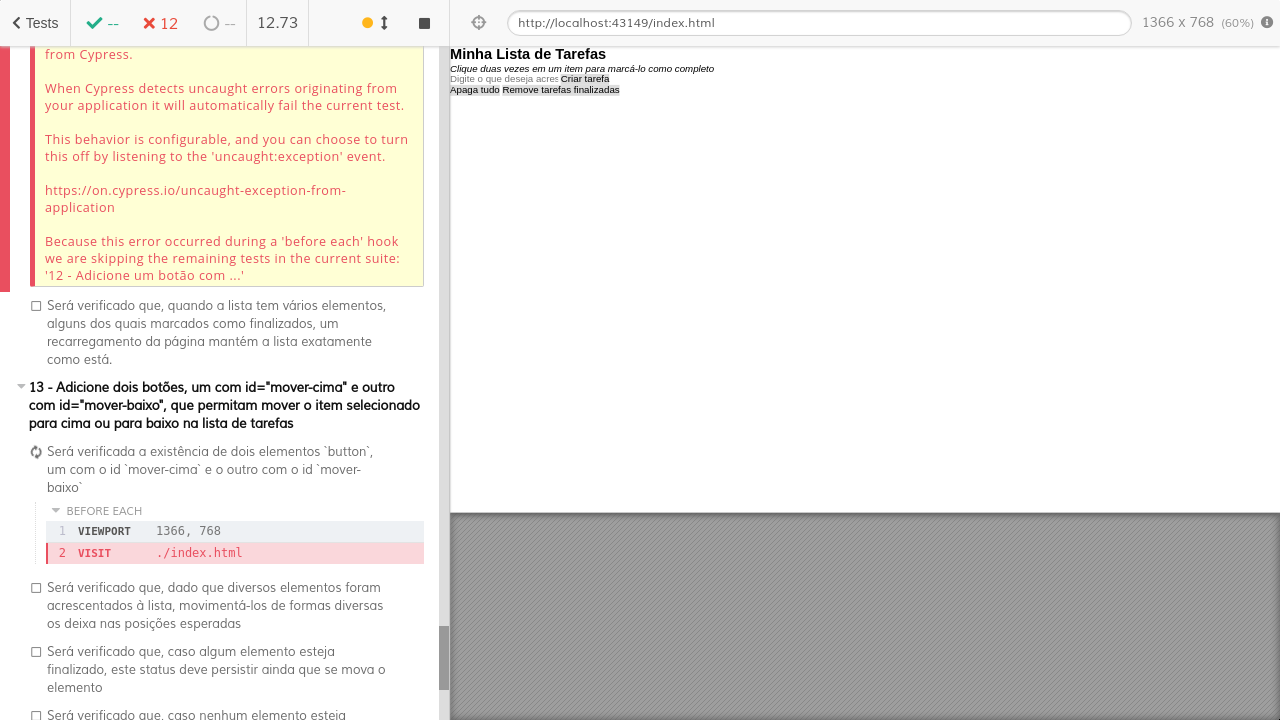 Tests
--
12
--
12.73
http://localhost:43149/index.html
1366 x 768 (60%)
from Cypress.
When Cypress detects uncaught errors originating from
your application it will automatically fail the current test.
This behavior is configurable, and you can choose to turn
this off by listening to the 'uncaught:exception' event.
https://on.cypress.io/uncaught-exception-from-
application
Because this error occurred during a 'before each' hook
we are skipping the remaining tests in the current suite:
'12 - Adicione um botão com ...'
Será verificado que, quando a lista tem vários elementos,
alguns dos quais marcados como finalizados, um
recarregamento da página mantém a lista exatamente
como está.
13 - Adicione dois botões, um com id="mover-cima" e outro
com id="mover-baixo", que permitam mover o item selecionado
para cima ou para baixo na lista de tarefas
Será verificada a existência de dois elementos `button`,
um com o id `mover-cima` e o outro com o id `mover-
baixo`
BEFORE EACH
1 VIEWPORT 1366, 768
2 VISIT ./index.html
Será verificado que, dado que diversos elementos foram
acrescentados à lista, movimentá-los de formas diversas
os deixa nas posições esperadas
Será verificado que, caso algum elemento esteja
finalizado, este status deve persistir ainda que se mova o
elemento
Será verificado que, caso nenhum elemento esteja
Minha Lista de Tarefas
Clique duas vezes em um item para marcá-lo como completo
Digite o que deseja acres Criar tarefa
Apaga tudo Remove tarefas finalizadas